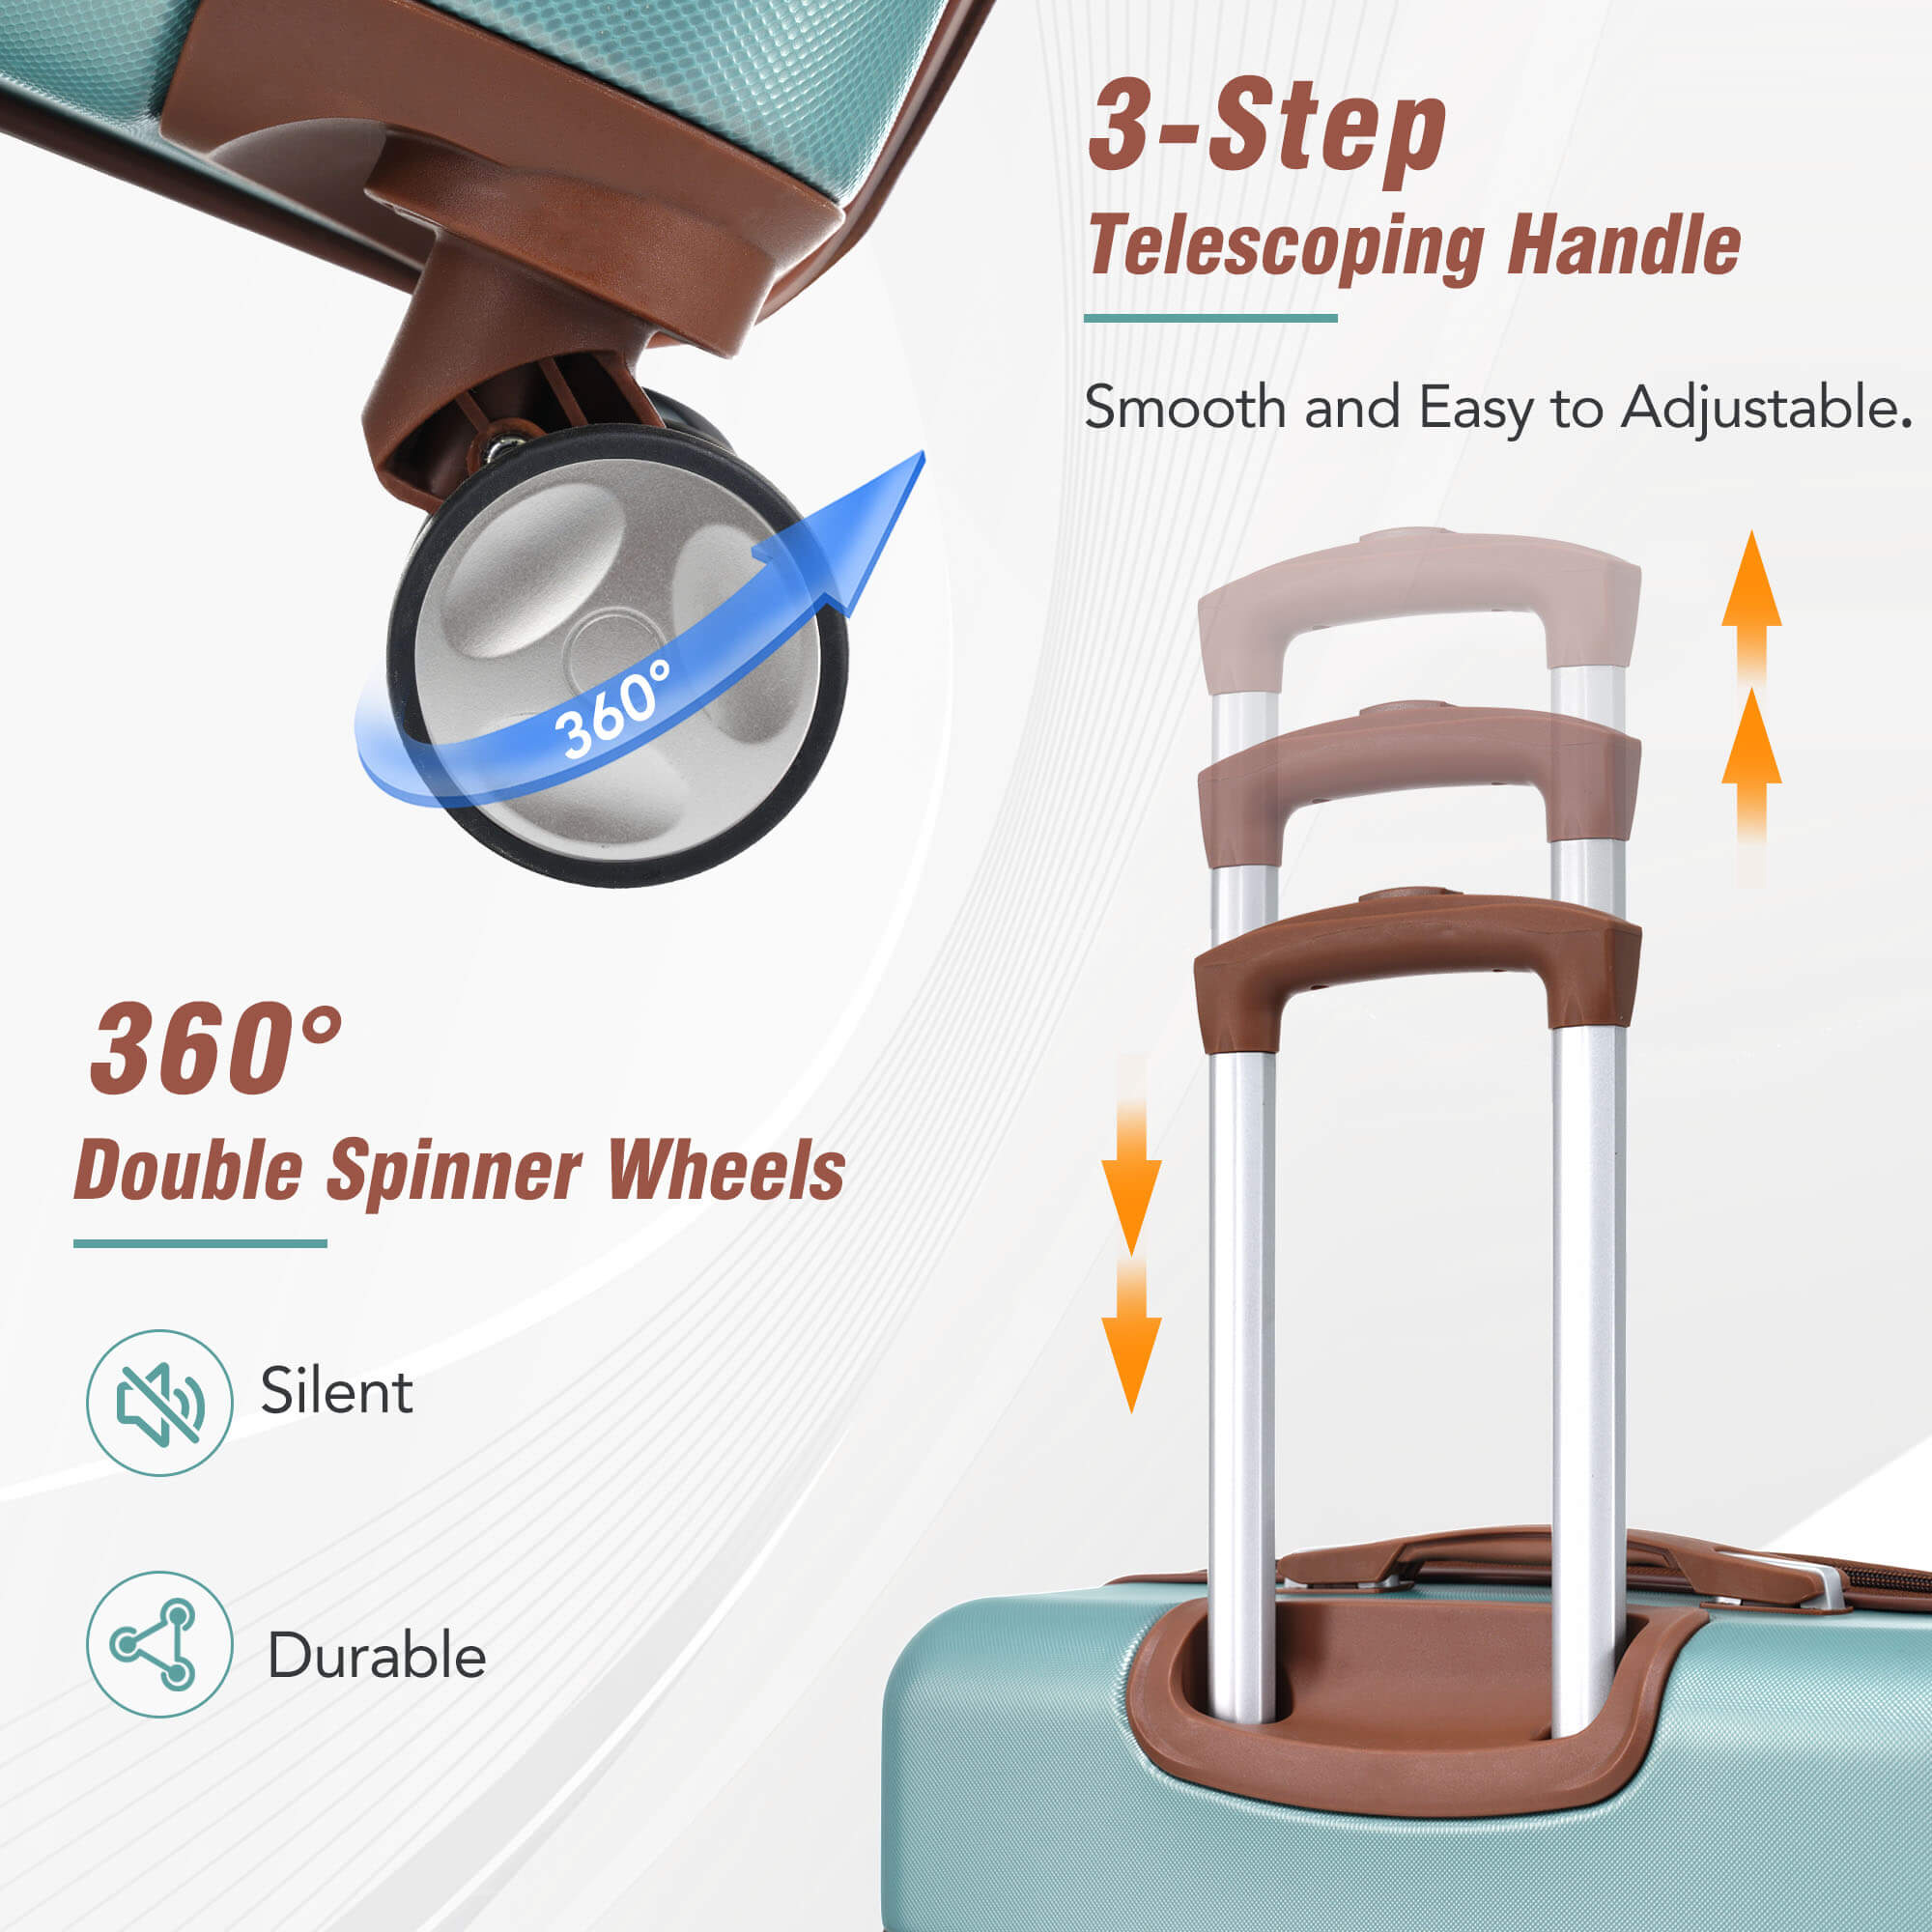 3-Step
Telescoping Handle
Smooth and Easy to Adjustable.
360°
360°
Double Spinner Wheels
Silent
Durable